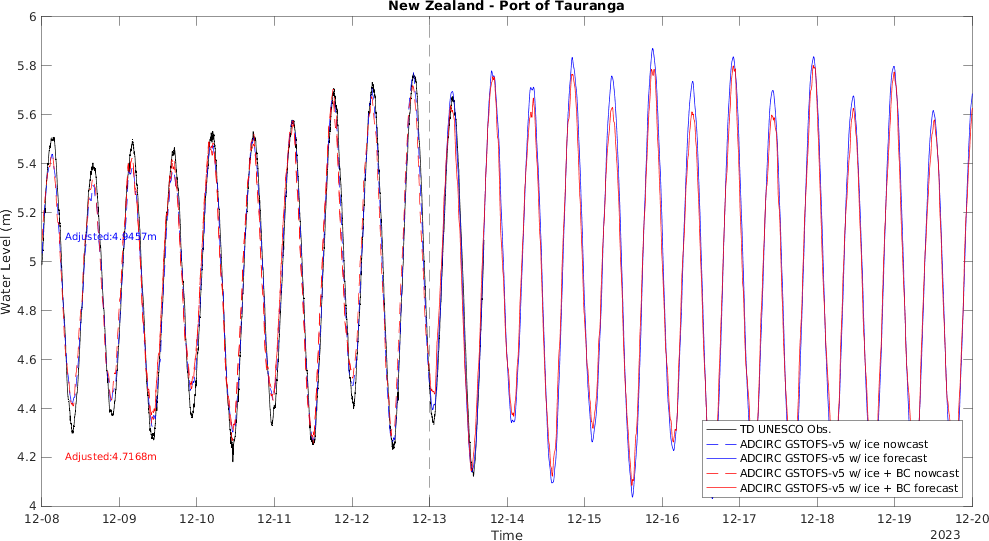 New Zealand - Port of Tauranga
Water Level (m)
6
5.8
5.6
5.4
5.2
5
4.8
4.6
4.4
4.2
4
Adjusted:4.9457m
Adjusted:4.7168m
TD UNESCO Obs.
ADCIRC GSTOFS-v5 w/ ice nowcast
ADCIRC GSTOFS-v5 w/ ice forecast
ADCIRC GSTOFS-v5 w/ ice + BC nowcast
ADCIRC GSTOFS-v5 w/ ice + BC forecast
12-08 12-09 12-10 12-11 12-12 12-13 12-14 12-15 12-16 12-17 12-18 12-19 12-20
Time
2023